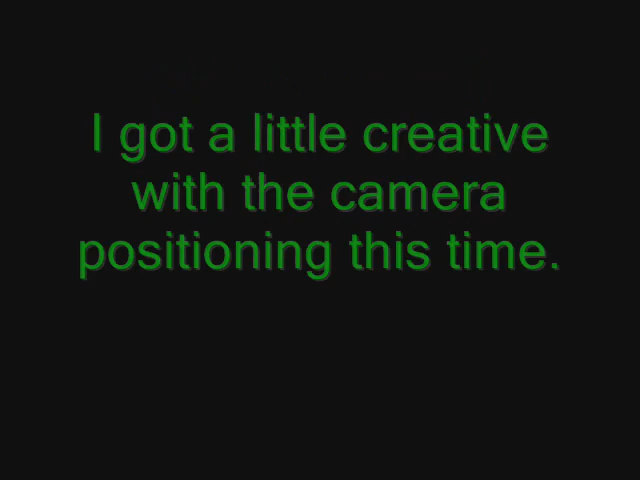 I got a little creative
with the camera
positioning this time.